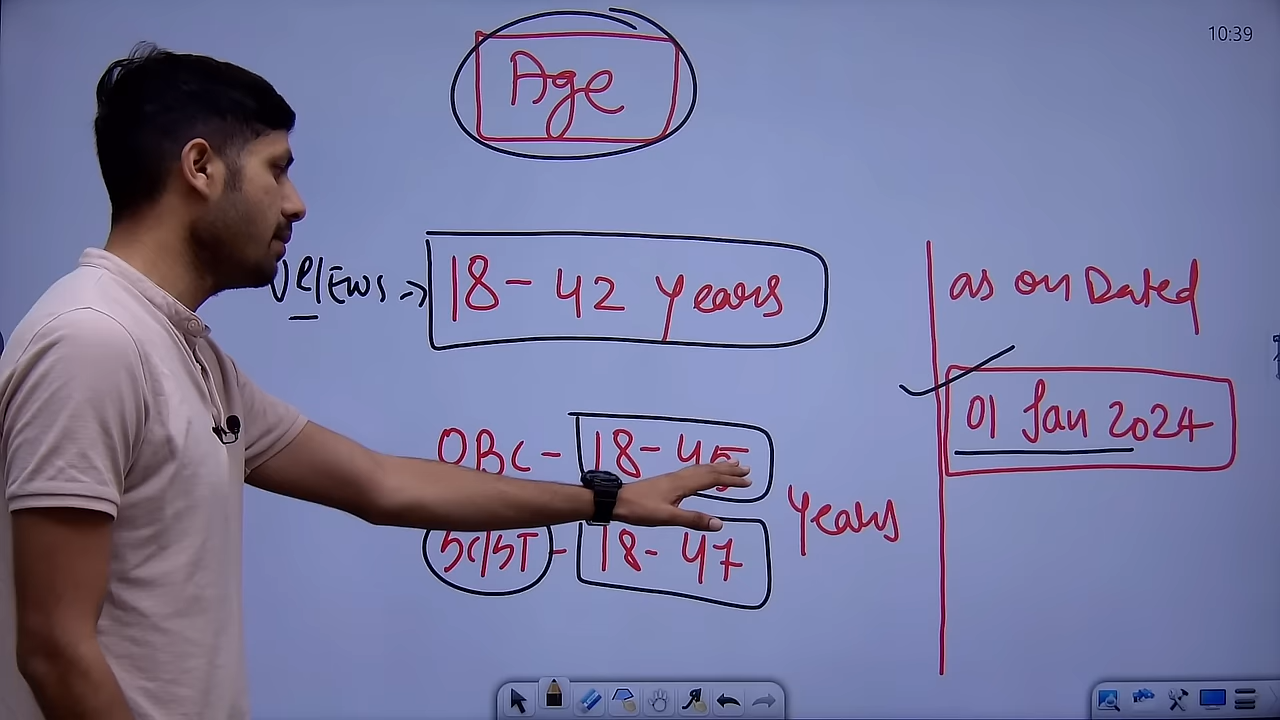 10:39
Age
UR/EWS -> 18 - 42 years
as on Dated
01 Jan 2024
OBC - 18 - 45
SC/ST - 18 - 47
years